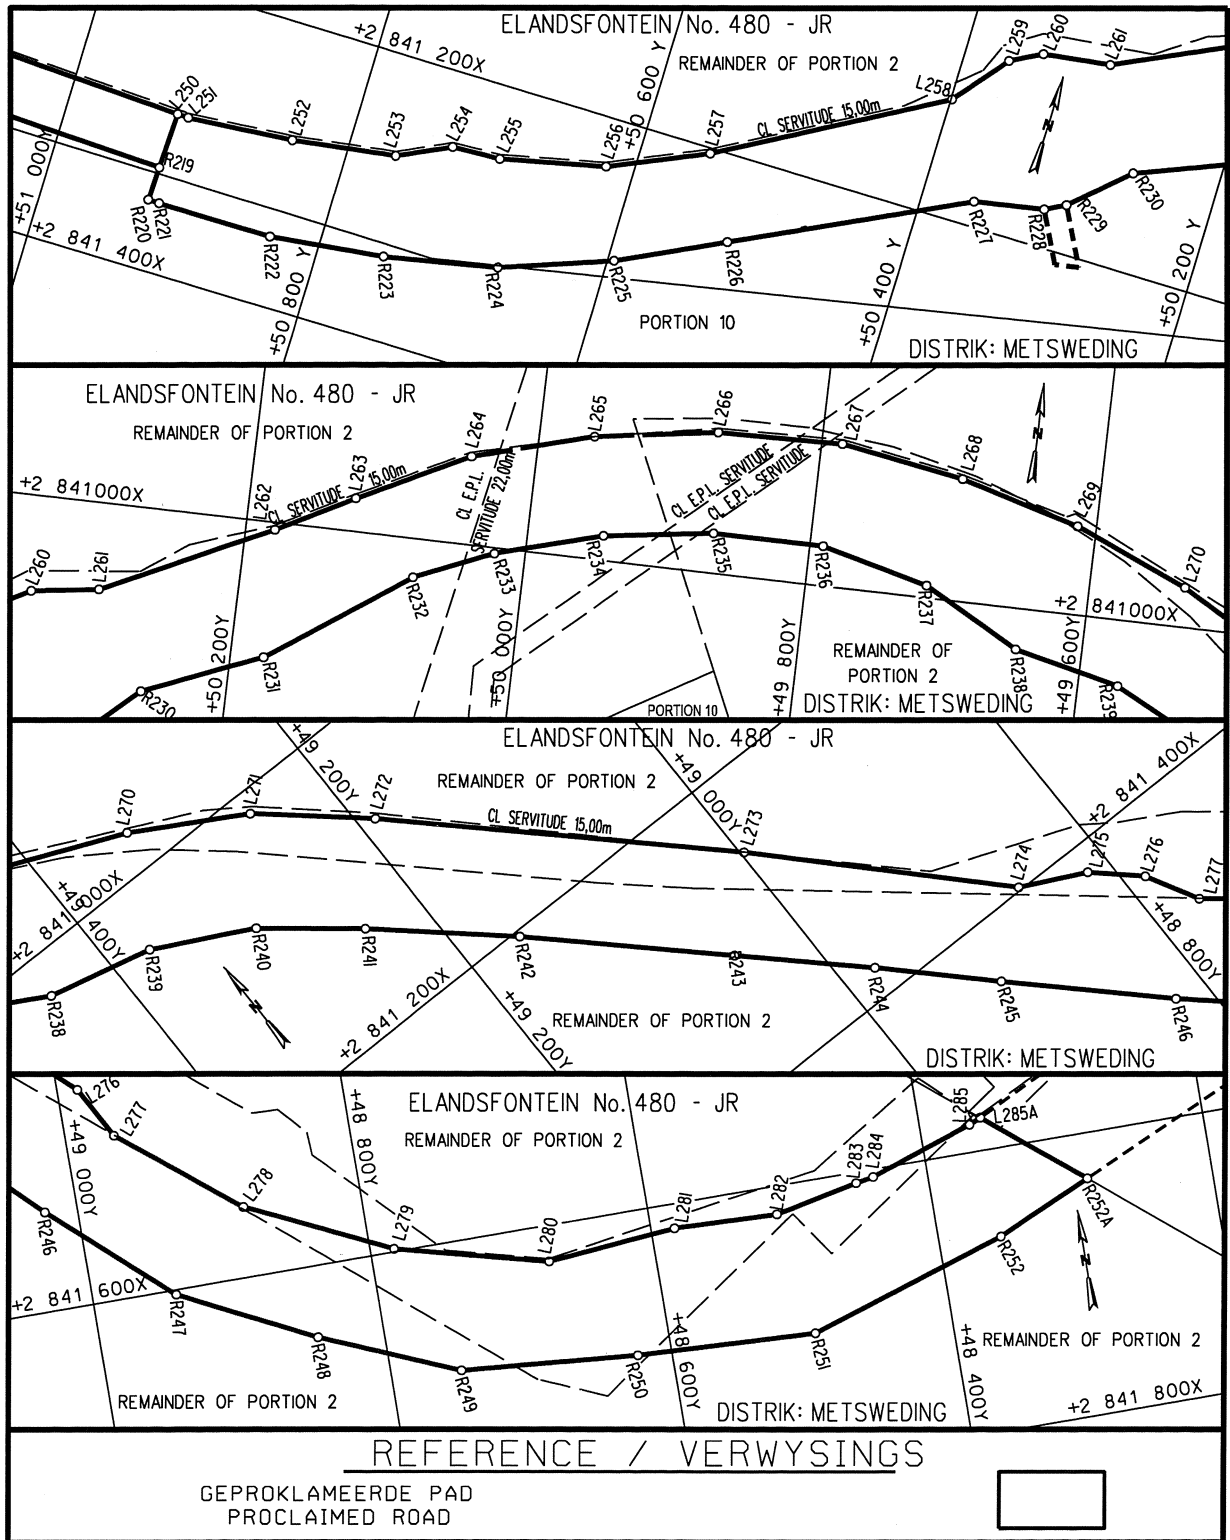 ELANDSFONTEIN No. 480 - JR
REMAINDER OF PORTION 2
+2 841 200X
+50 600 Y
L250
L251
L252
L253
L254
L255
L256
L257
CL SERVITUDE 15,00m
L258
L259
L260
L261
N
+51 000Y
R219
R220
R221
R222
R223
R224
R225
R226
R227
R228
R229
R230
+2 841 400X
+50 800 Y
+50 400 Y
+50 200 Y
PORTION 10
DISTRIK: METSWEDING
ELANDSFONTEIN No. 480 - JR
REMAINDER OF PORTION 2
+2 841000X
L260
L261
L262
CL SERVITUDE 15,00m
L263
L264
CL E.P.L.
SERVITUDE 22,00m
L265
L266
CL E.P.L. SERVITUDE
CL E.P.L. SERVITUDE
L267
L268
L269
L270
N
R230
R231
R232
R233
R234
R235
R236
R237
R238
R239
+50 200Y
+50 000Y
+49 800Y
+49 600Y
+2 841000X
REMAINDER OF
PORTION 2
PORTION 10
DISTRIK: METSWEDING
ELANDSFONTEIN No. 480 - JR
REMAINDER OF PORTION 2
+49 200Y
+49 000Y
+2 841 400X
L270
L271
L272
CL SERVITUDE 15,00m
L273
L274
L275
L276
L277
+48 800Y
+49 400Y
+2 841 000X
R238
R239
R240
R241
R242
R243
R244
R245
R246
N
+2 841 200X
+49 200Y
REMAINDER OF PORTION 2
DISTRIK: METSWEDING
ELANDSFONTEIN No. 480 - JR
REMAINDER OF PORTION 2
L276
L277
L278
L279
L280
L281
L282
L283
L284
L285
L285A
+49 000Y
+48 800Y
R246
R247
R248
R249
R250
R251
R252
R252A
N
+2 841 600X
+48 600Y
+48 400Y
REMAINDER OF PORTION 2
REMAINDER OF PORTION 2
+2 841 800X
DISTRIK: METSWEDING
REFERENCE / VERWYSINGS
GEPROKLAMEERDE PAD
PROCLAIMED ROAD